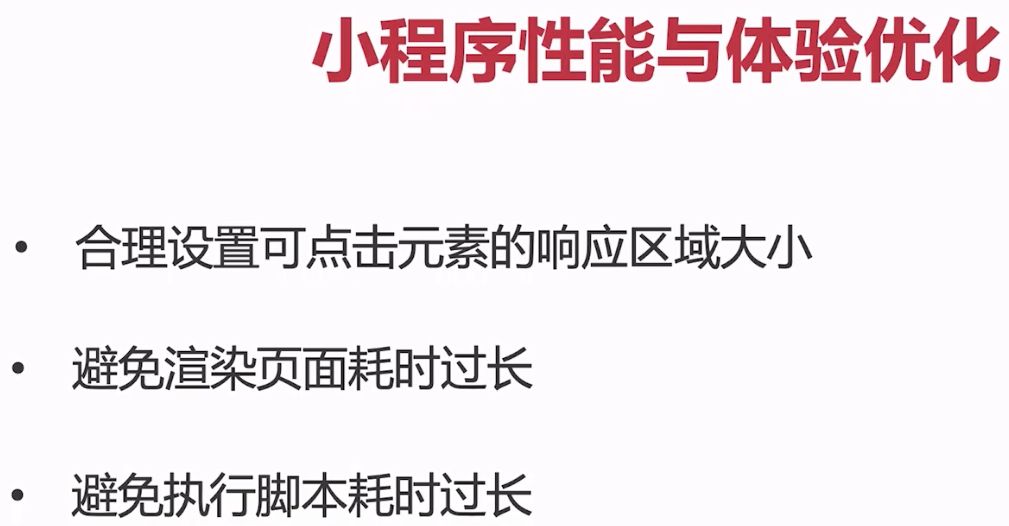 小程序性能与体验优化
• 合理设置可点击元素的响应区域大小
• 避免渲染页面耗时过长
• 避免执行脚本耗时过长